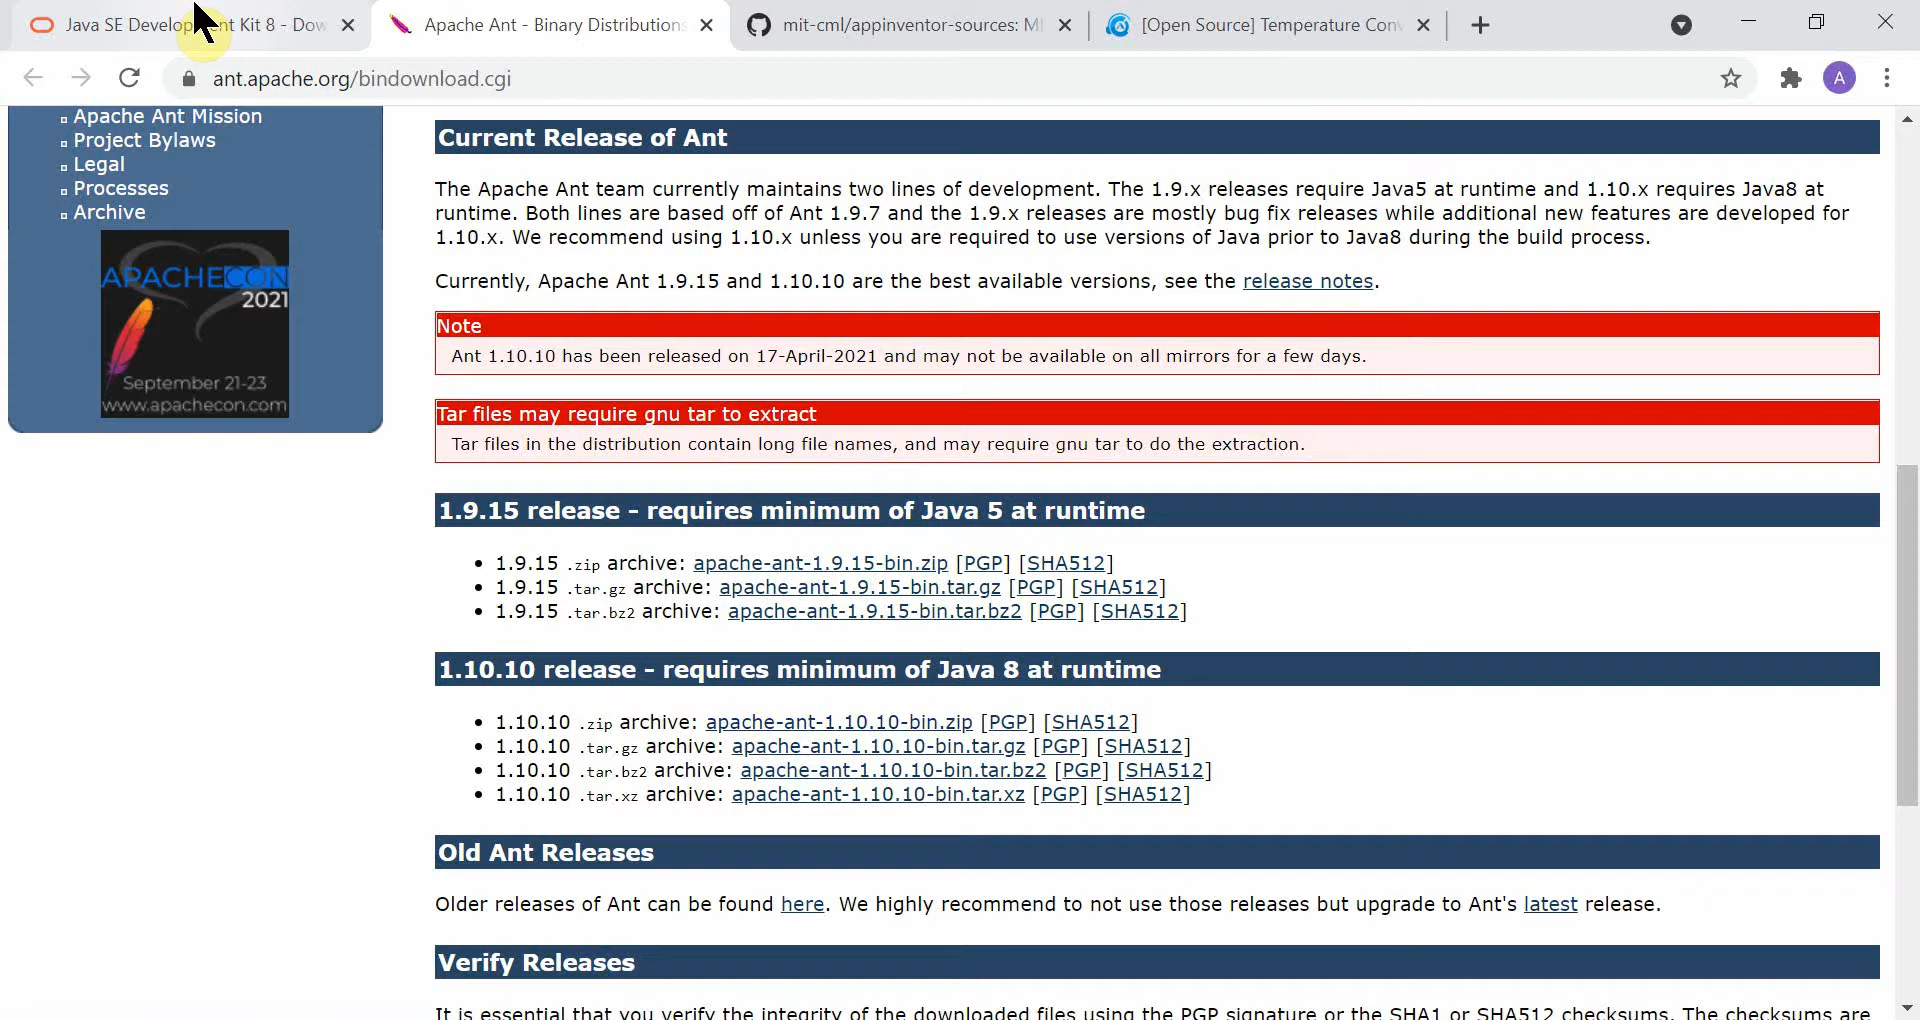 Java SE Develop nt Kit 8 - Dow
Apache Ant - Binary Distributions
mit-cml/appinventor-sources: MI
[Open Source] Temperature Con
ant.apache.org/bindownload.cgi
A
Apache Ant Mission
Project Bylaws
Legal
Processes
Archive
APACHECON
2021
September 21-23
www.apachecon.com
Current Release of Ant
The Apache Ant team currently maintains two lines of development. The 1.9.x releases require Java5 at runtime and 1.10.x requires Java8 at
runtime. Both lines are based off of Ant 1.9.7 and the 1.9.x releases are mostly bug fix releases while additional new features are developed for
1.10.x. We recommend using 1.10.x unless you are required to use versions of Java prior to Java8 during the build process.
Currently, Apache Ant 1.9.15 and 1.10.10 are the best available versions, see the release notes.
Note
Ant 1.10.10 has been released on 17-April-2021 and may not be available on all mirrors for a few days.
Tar files may require gnu tar to extract
Tar files in the distribution contain long file names, and may require gnu tar to do the extraction.
1.9.15 release - requires minimum of Java 5 at runtime
1.9.15 .zip archive: apache-ant-1.9.15-bin.zip [PGP] [SHA512]
1.9.15 .tar.gz archive: apache-ant-1.9.15-bin.tar.gz [PGP] [SHA512]
1.9.15 .tar.bz2 archive: apache-ant-1.9.15-bin.tar.bz2 [PGP] [SHA512]
1.10.10 release - requires minimum of Java 8 at runtime
1.10.10 .zip archive: apache-ant-1.10.10-bin.zip [PGP] [SHA512]
1.10.10 .tar.gz archive: apache-ant-1.10.10-bin.tar.gz [PGP] [SHA512]
1.10.10 .tar.bz2 archive: apache-ant-1.10.10-bin.tar.bz2 [PGP] [SHA512]
1.10.10 .tar.xz archive: apache-ant-1.10.10-bin.tar.xz [PGP] [SHA512]
Old Ant Releases
Older releases of Ant can be found here. We highly recommend to not use those releases but upgrade to Ant's latest release.
Verify Releases
It is essential that you verify the integrity of the downloaded files using the PGP signature or the SHA1 or SHA512 checksums. The checksums are